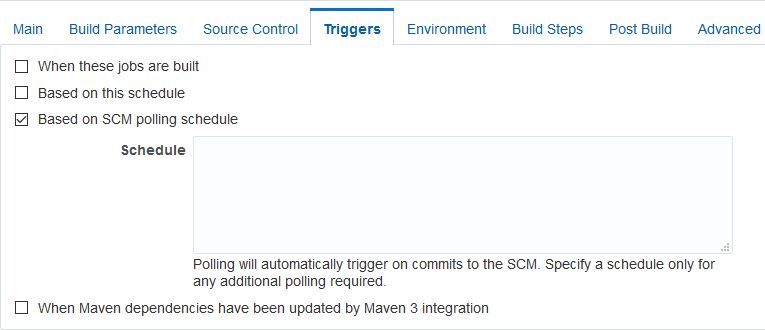 Main Build Parameters Source Control Triggers Environment Build Steps Post Build Advanced
When these jobs are built
Based on this schedule
Based on SCM polling schedule
Schedule
Polling will automatically trigger on commits to the SCM. Specify a schedule only for
any additional polling required.
When Maven dependencies have been updated by Maven 3 integration